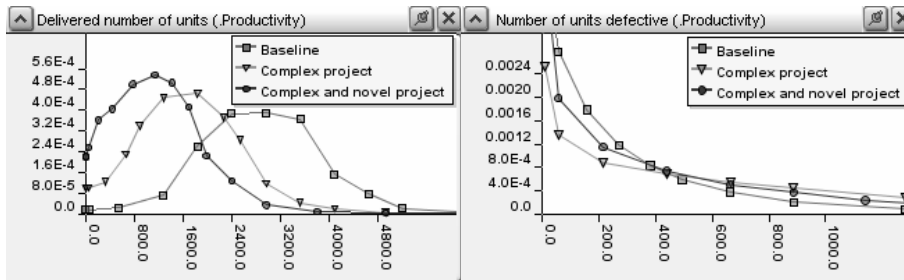 Delivered number of units (.Productivity)
Baseline
Complex project
Complex and novel project
5.6E-4
4.8E-4
4.0E-4
3.2E-4
2.4E-4
1.6E-4
8.0E-5
0.0
0.0
800.0
1600.0
2400.0
3200.0
4000.0
4800.0
Number of units defective (.Productivity)
Baseline
Complex project
Complex and novel project
0.0024
0.0016
0.0012
8.0E-4
4.0E-4
0.0
0.0
200.0
400.0
600.0
800.0
1000.0